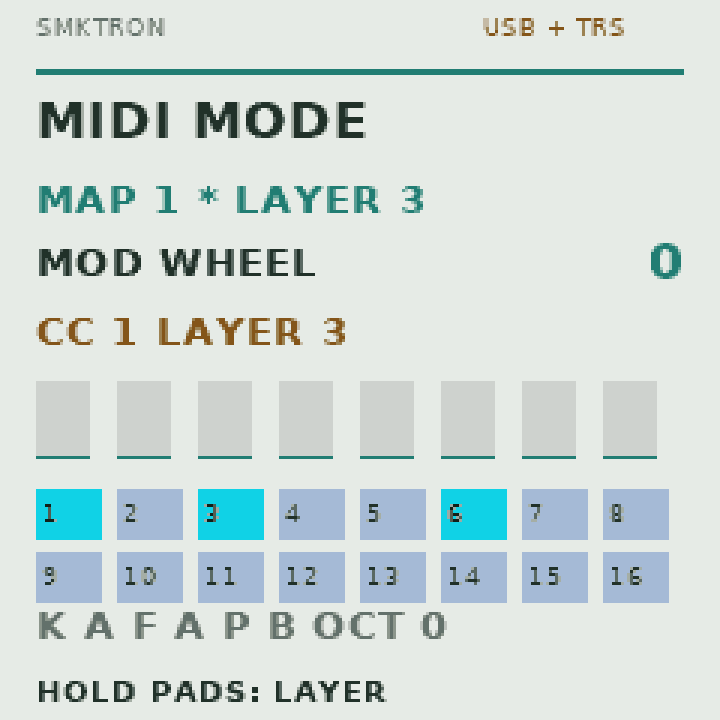 SMKTRON USB + TRS
MIDI MODE
MAP 1 * LAYER 3
MOD WHEEL 0
CC 1 LAYER 3
1 2 3 4 5 6 7 8
9 10 11 12 13 14 15 16
K A F A P B OCT 0
HOLD PADS: LAYER